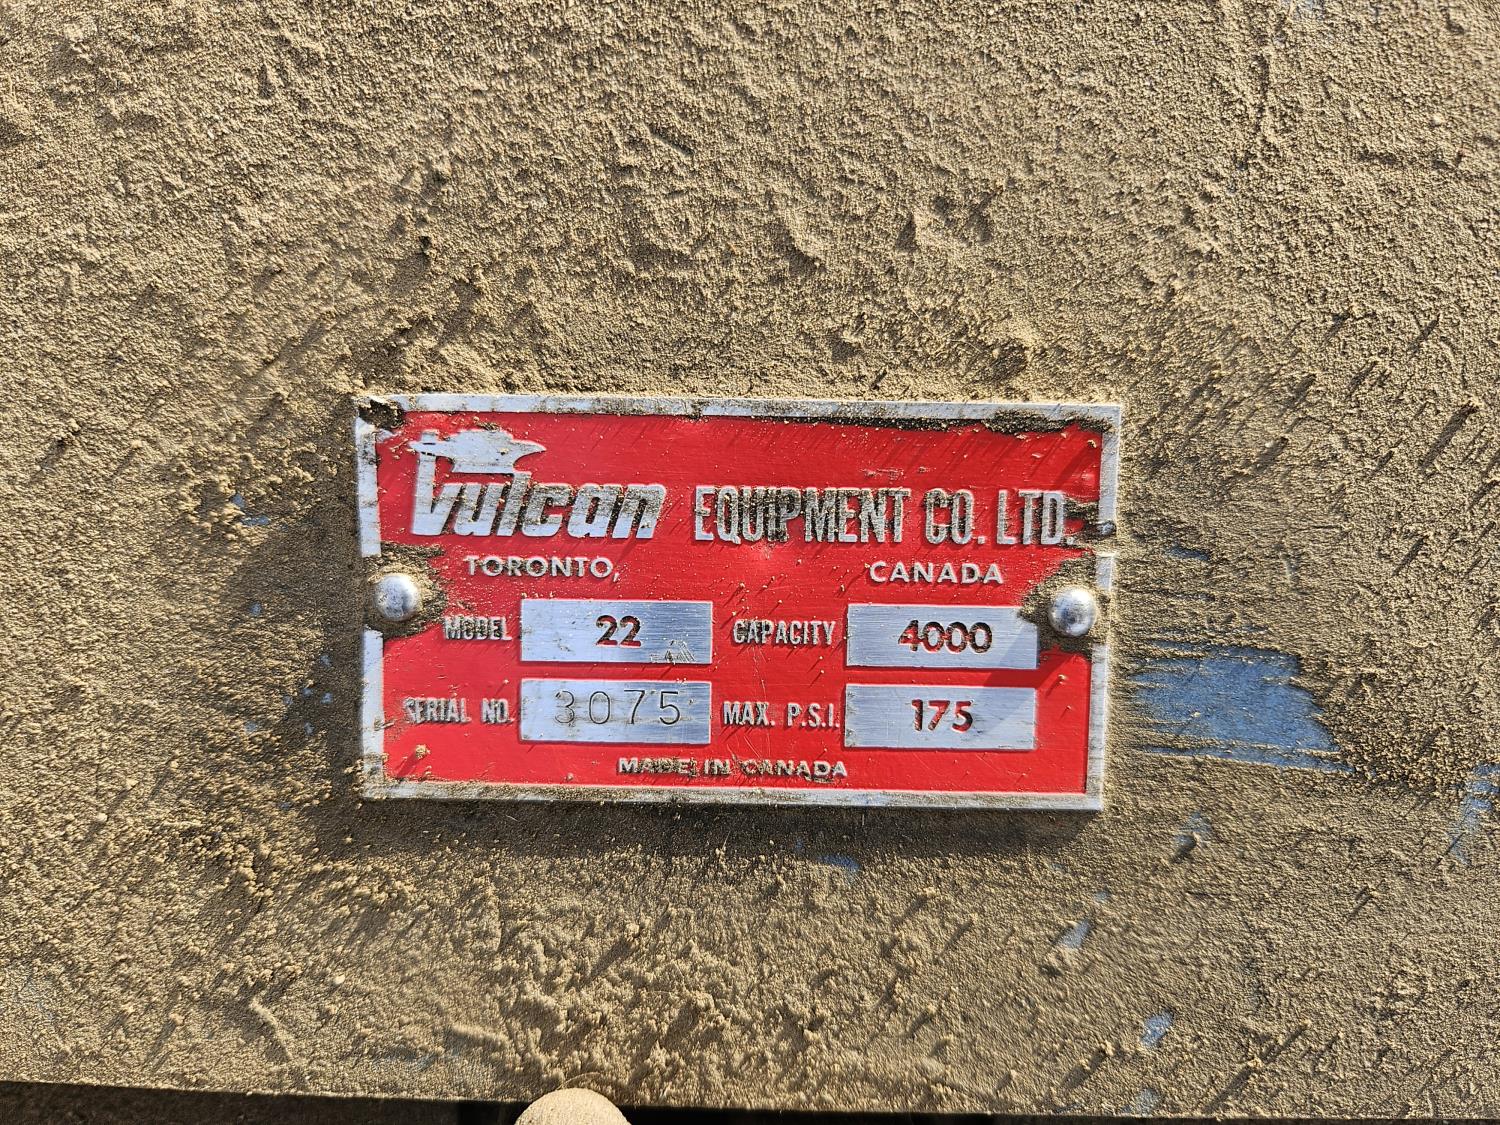 Vulcan EQUIPMENT CO. LTD.
TORONTO, CANADA
MODEL 22 CAPACITY 4000
SERIAL NO. 3075 MAX. P.S.I. 175
MADE IN CANADA